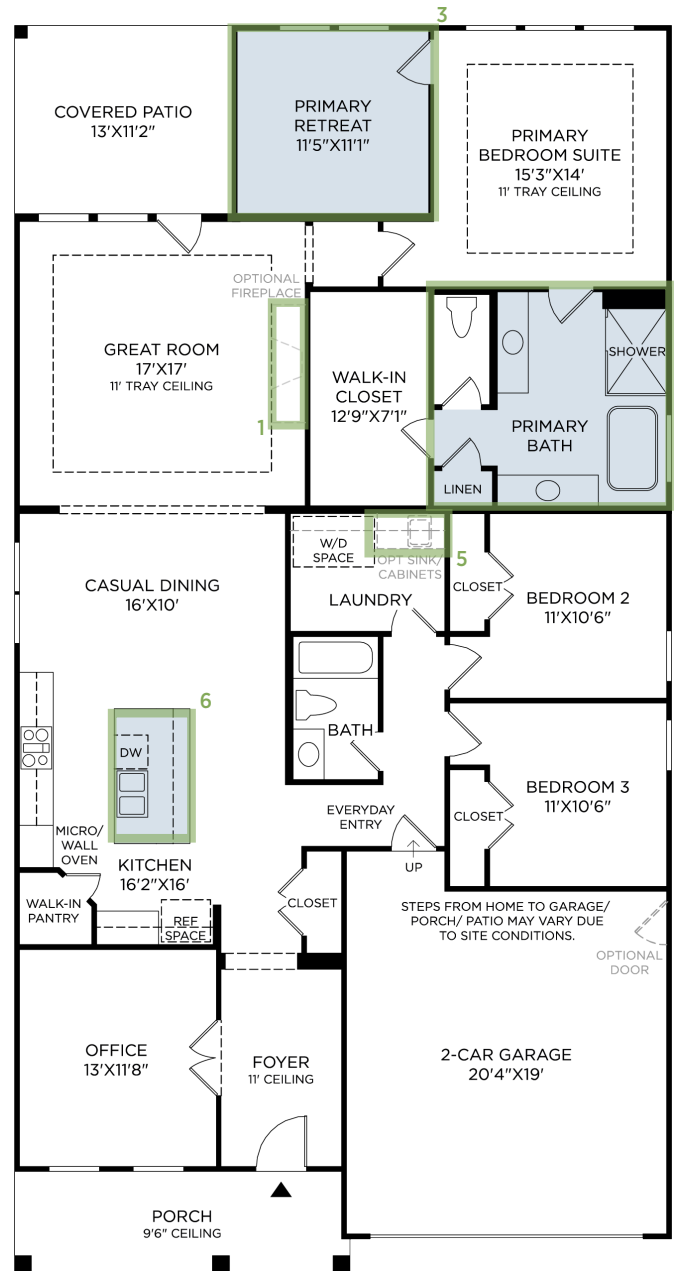 3
COVERED PATIO
13'X11'2"
PRIMARY
RETREAT
11'5"X11'1"
PRIMARY
BEDROOM SUITE
15'3"X14'
11' TRAY CEILING
OPTIONAL
FIREPLACE
GREAT ROOM
17'X17'
11' TRAY CEILING
1
WALK-IN
CLOSET
12'9"X7'1"
SHOWER
PRIMARY
BATH
LINEN
W/D
SPACE
OPT SINK/
CABINETS
5
LAUNDRY
CLOSET
BEDROOM 2
11'X10'6"
CASUAL DINING
16'X10'
6
DW
BATH
BEDROOM 3
11'X10'6"
CLOSET
EVERYDAY
ENTRY
UP
MICRO/
WALL
OVEN
KITCHEN
16'2"X16'
WALK-IN
PANTRY
REF
SPACE
CLOSET
STEPS FROM HOME TO GARAGE/
PORCH/ PATIO MAY VARY DUE
TO SITE CONDITIONS.
OPTIONAL
DOOR
OFFICE
13'X11'8"
FOYER
11' CEILING
2-CAR GARAGE
20'4"X19'
PORCH
9'6" CEILING